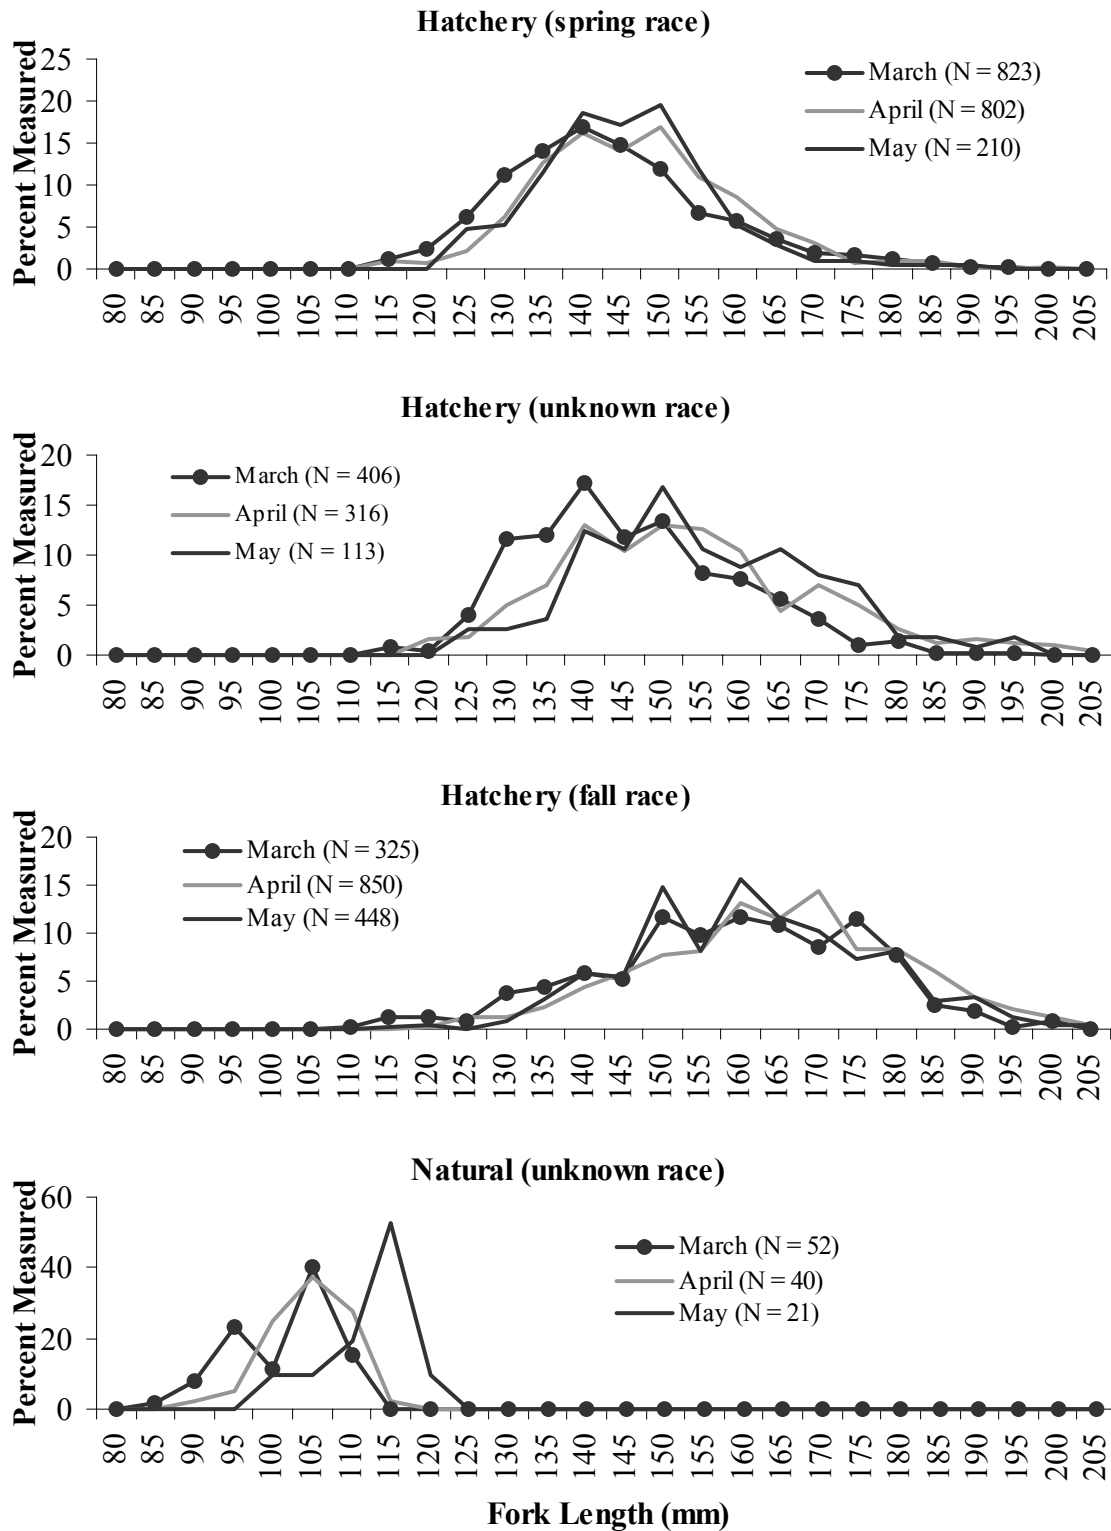 Hatchery (spring race)
Percent Measured
25
20
15
10
5
0
March (N = 823)
April (N = 802)
May (N = 210)
80 85 90 95 100 105 110 115 120 125 130 135 140 145 150 155 160 165 170 175 180 185 190 195 200 205
Hatchery (unknown race)
Percent Measured
20
15
10
5
0
March (N = 406)
April (N = 316)
May (N = 113)
80 85 90 95 100 105 110 115 120 125 130 135 140 145 150 155 160 165 170 175 180 185 190 195 200 205
Hatchery (fall race)
Percent Measured
20
15
10
5
0
March (N = 325)
April (N = 850)
May (N = 448)
80 85 90 95 100 105 110 115 120 125 130 135 140 145 150 155 160 165 170 175 180 185 190 195 200 205
Natural (unknown race)
Percent Measured
60
40
20
0
March (N = 52)
April (N = 40)
May (N = 21)
80 85 90 95 100 105 110 115 120 125 130 135 140 145 150 155 160 165 170 175 180 185 190 195 200 205
Fork Length (mm)